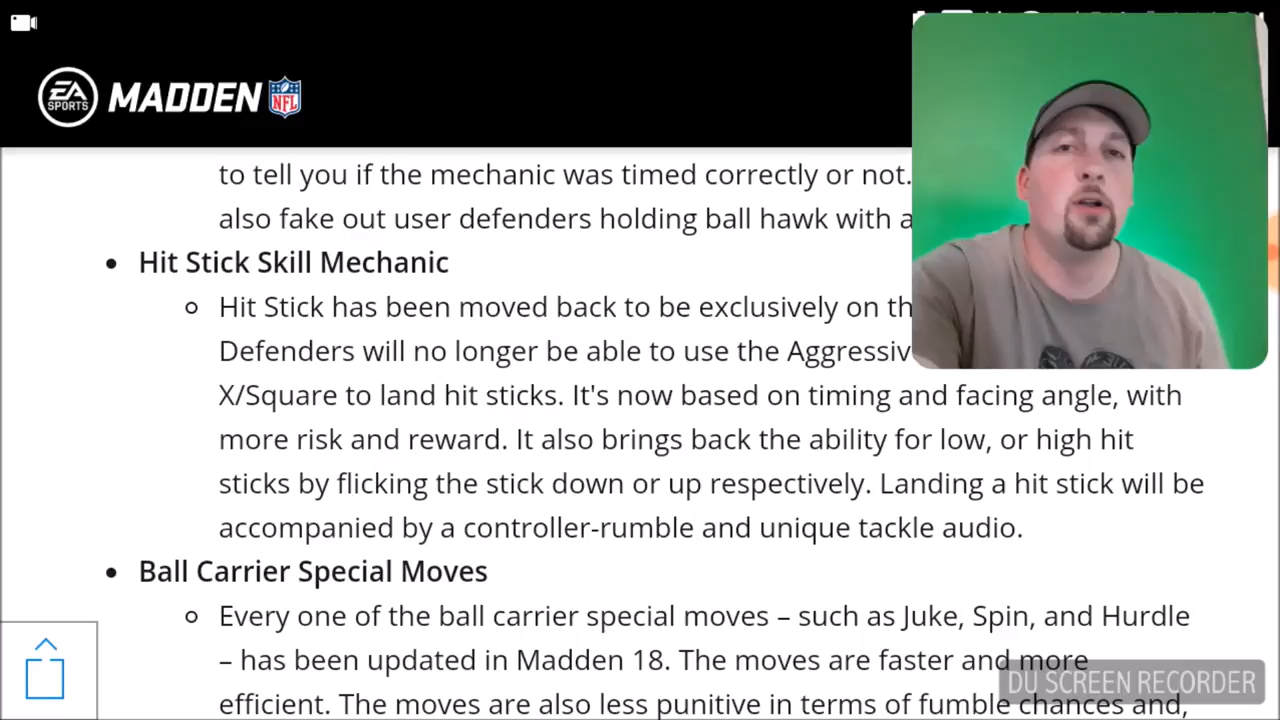 EA
SPORTS
MADDEN NFL
to tell you if the mechanic was timed correctly or not.
also fake out user defenders holding ball hawk with a
• Hit Stick Skill Mechanic
Hit Stick has been moved back to be exclusively on th
Defenders will no longer be able to use the Aggressiv
X/Square to land hit sticks. It's now based on timing and facing angle, with
more risk and reward. It also brings back the ability for low, or high hit
sticks by flicking the stick down or up respectively. Landing a hit stick will be
accompanied by a controller-rumble and unique tackle audio.
• Ball Carrier Special Moves
Every one of the ball carrier special moves – such as Juke, Spin, and Hurdle
– has been updated in Madden 18. The moves are faster and more
efficient. The moves are also less punitive in terms of fumble chances and,
DU SCREEN RECORDER